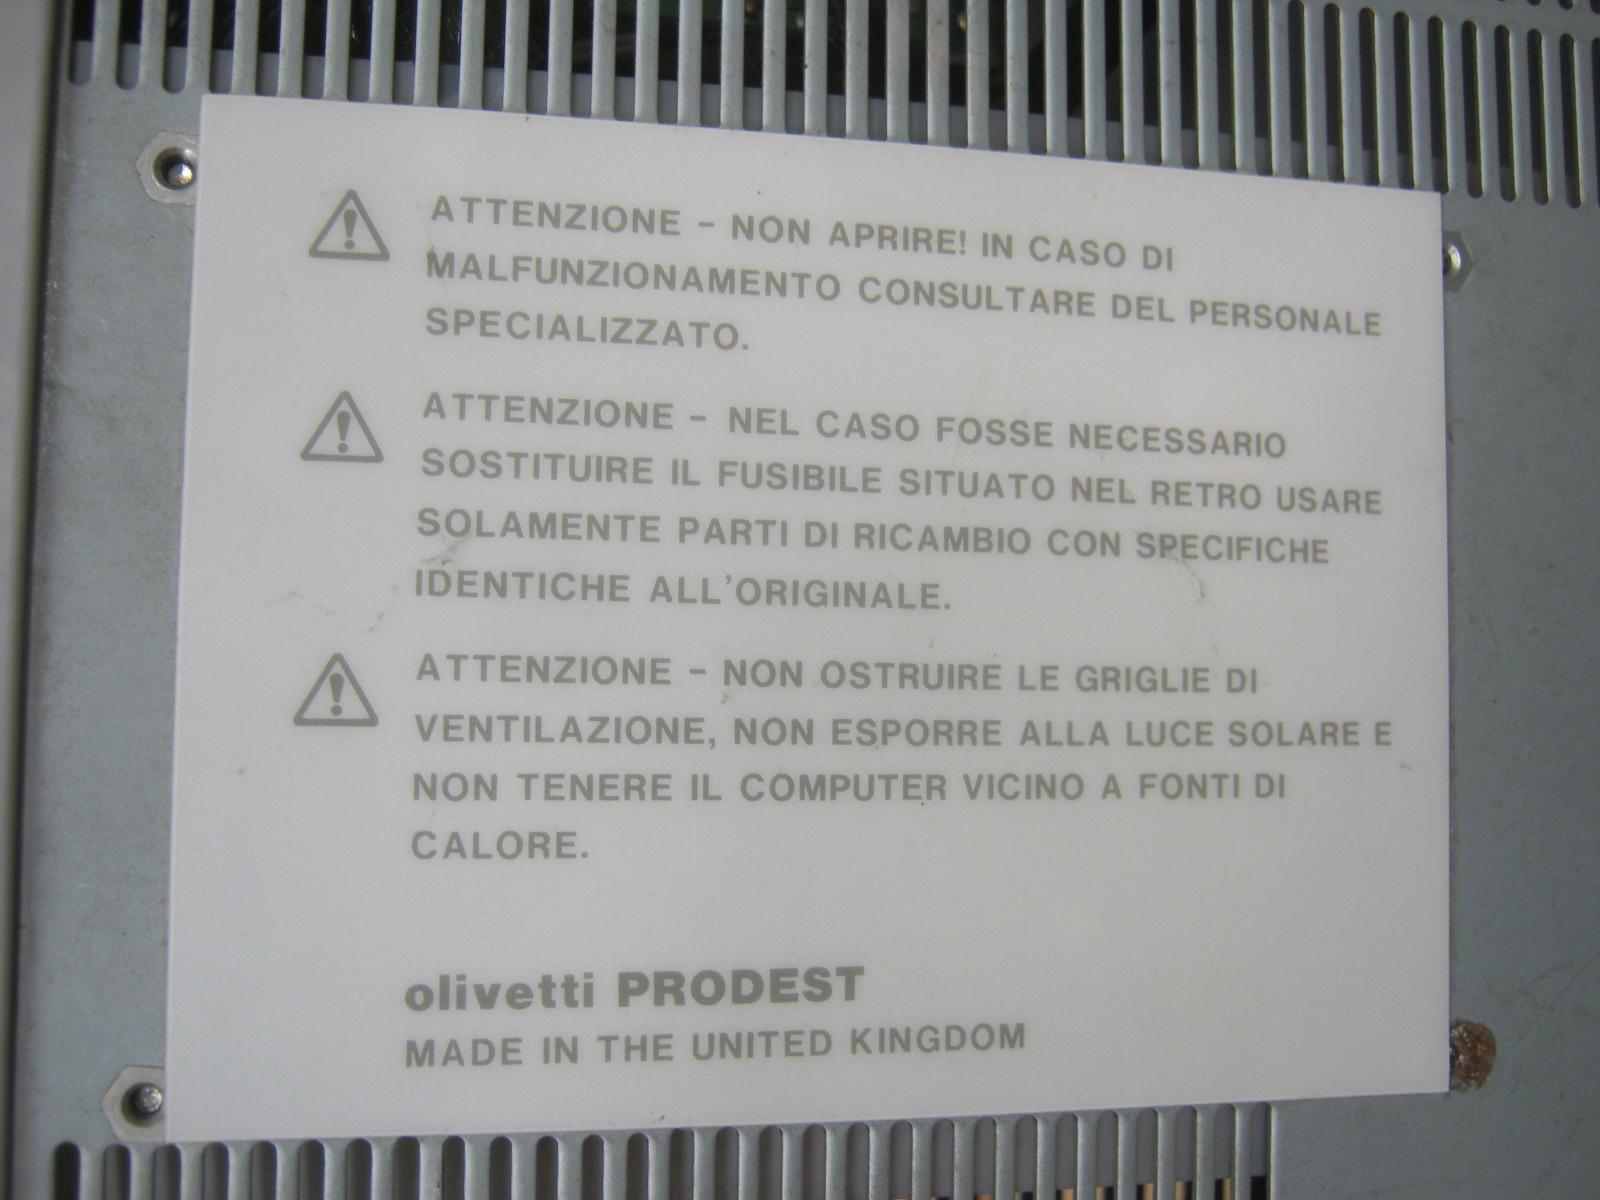 ATTENZIONE - NON APRIRE! IN CASO DI
MALFUNZIONAMENTO CONSULTARE DEL PERSONALE
SPECIALIZZATO.
ATTENZIONE - NEL CASO FOSSE NECESSARIO
SOSTITUIRE IL FUSIBILE SITUATO NEL RETRO USARE
SOLAMENTE PARTI DI RICAMBIO CON SPECIFICHE
IDENTICHE ALL'ORIGINALE.
ATTENZIONE - NON OSTRUIRE LE GRIGLIE DI
VENTILAZIONE, NON ESPORRE ALLA LUCE SOLARE E
NON TENERE IL COMPUTER VICINO A FONTI DI
CALORE.
olivetti PRODEST
MADE IN THE UNITED KINGDOM